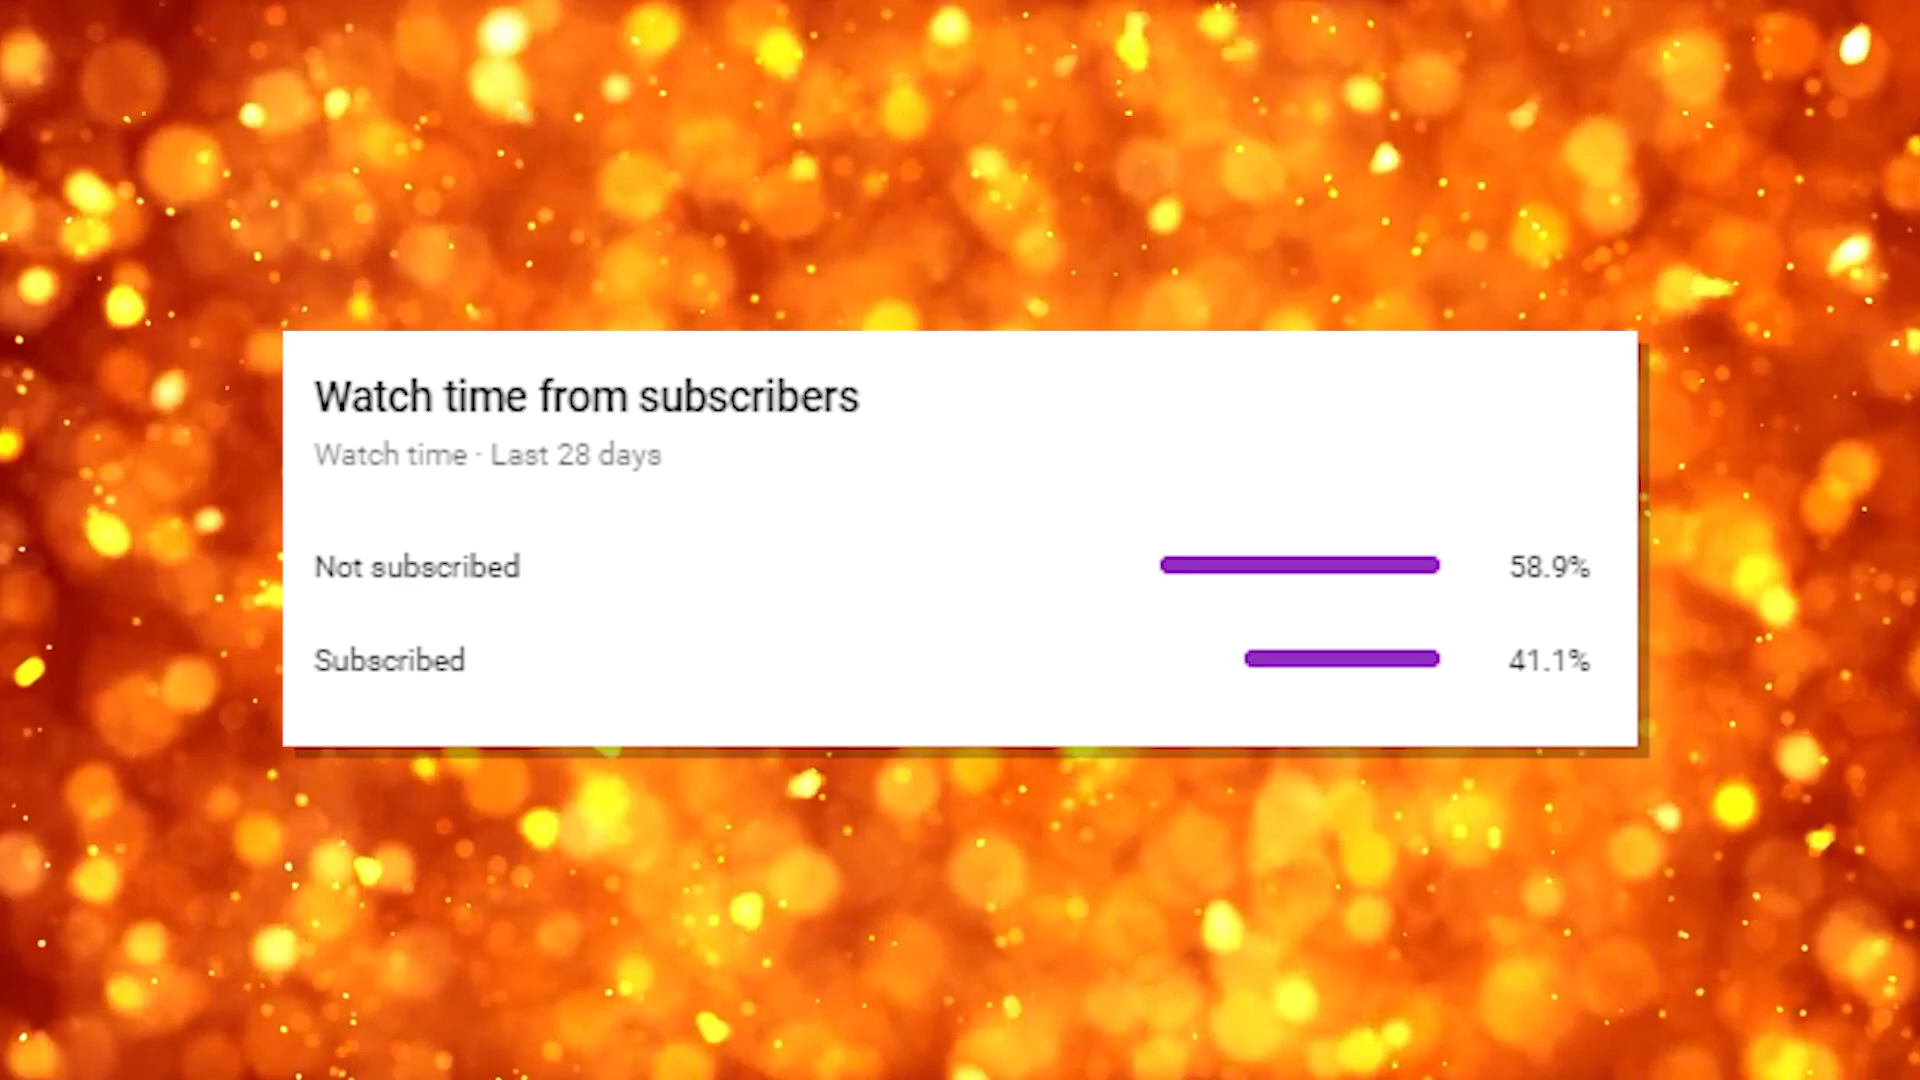 Watch time from subscribers
Watch time · Last 28 days
Not subscribed 58.9%
Subscribed 41.1%